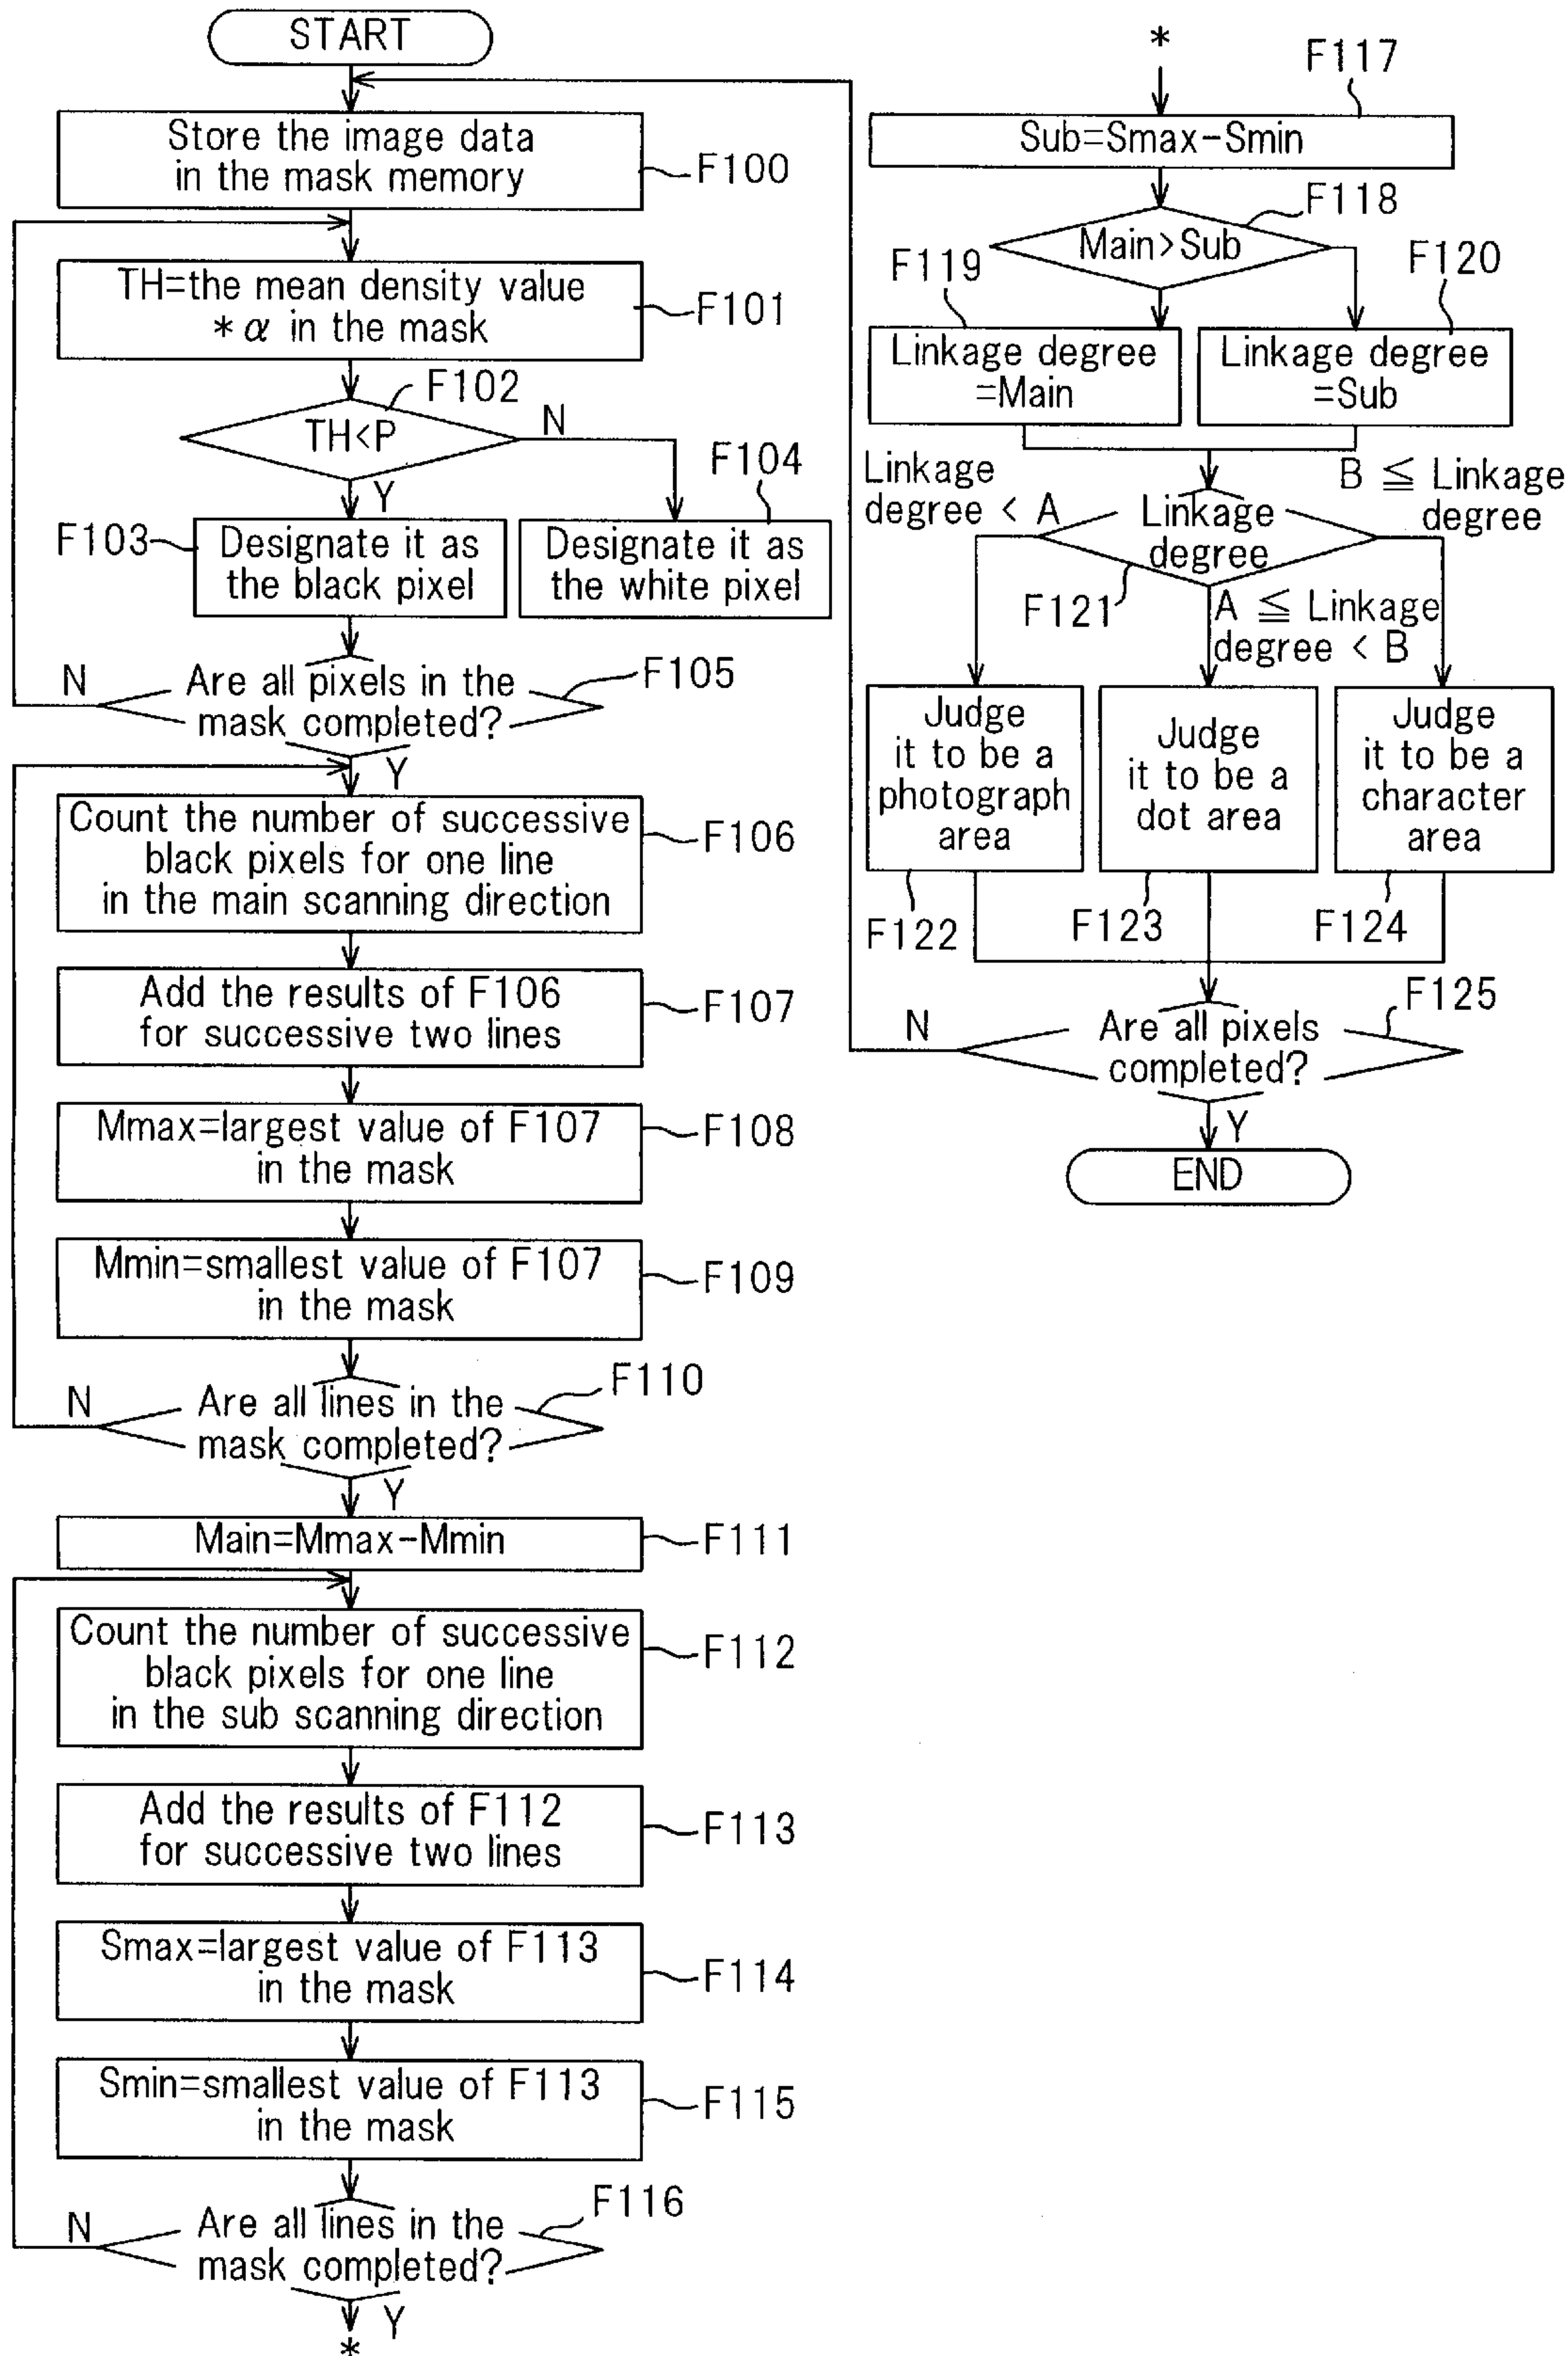 START
Store the image data
in the mask memory
F100
TH=the mean density value
*α in the mask
F101
F102
TH<P
N
Y
F104
F103
Designate it as
the black pixel
Designate it as
the white pixel
N
Are all pixels in the
mask completed?
F105
Y
Count the number of successive
black pixels for one line
in the main scanning direction
F106
Add the results of F106
for successive two lines
F107
Mmax=largest value of F107
in the mask
F108
Mmin=smallest value of F107
in the mask
F109
N
Are all lines in the
mask completed?
F110
Y
Main=Mmax-Mmin
F111
Count the number of successive
black pixels for one line
in the sub scanning direction
F112
Add the results of F112
for successive two lines
F113
Smax=largest value of F113
in the mask
F114
Smin=smallest value of F113
in the mask
F115
N
Are all lines in the
mask completed?
F116
Y
*
*
F117
Sub=Smax-Smin
F118
Main>Sub
F119
F120
Linkage degree
=Main
Linkage degree
=Sub
Linkage
degree < A
B ≦ Linkage
degree
Linkage
degree
F121
A ≦ Linkage
degree < B
Judge
it to be a
photograph
area
Judge
it to be a
dot area
Judge
it to be a
character
area
F122
F123
F124
F125
N
Are all pixels
completed?
Y
END